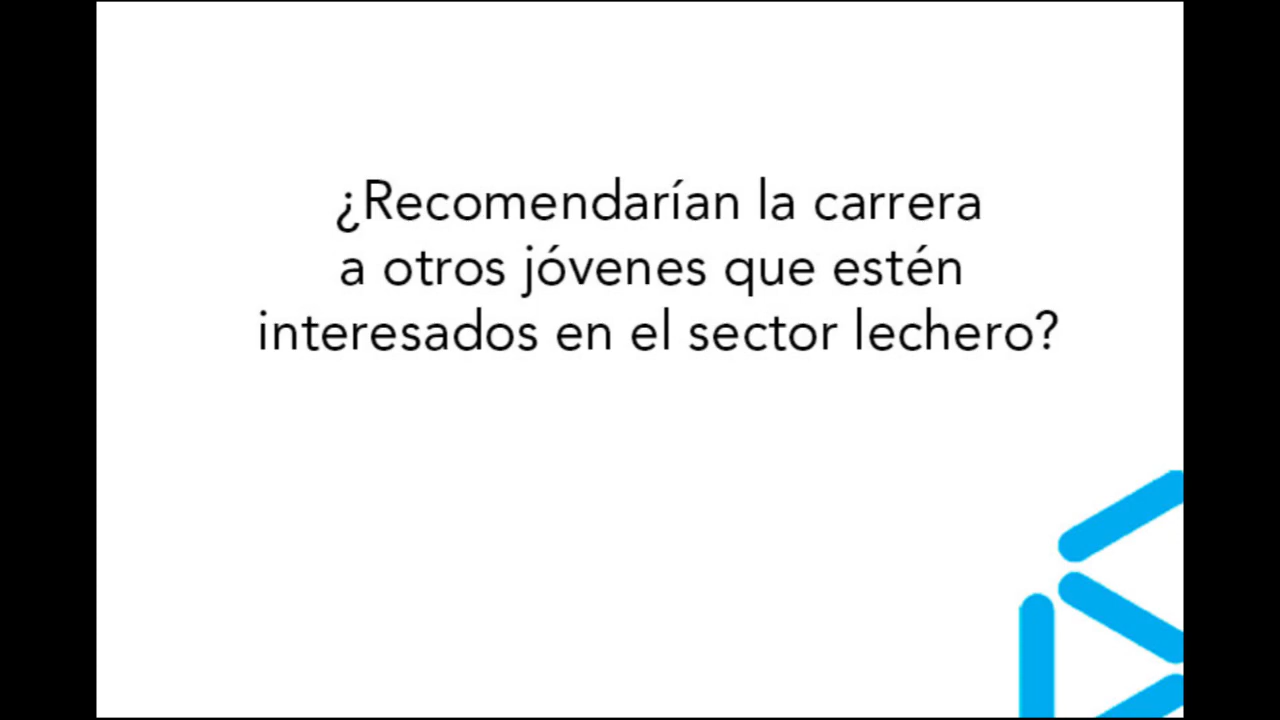 ¿Recomendarían la carrera
a otros jóvenes que estén
interesados en el sector lechero?